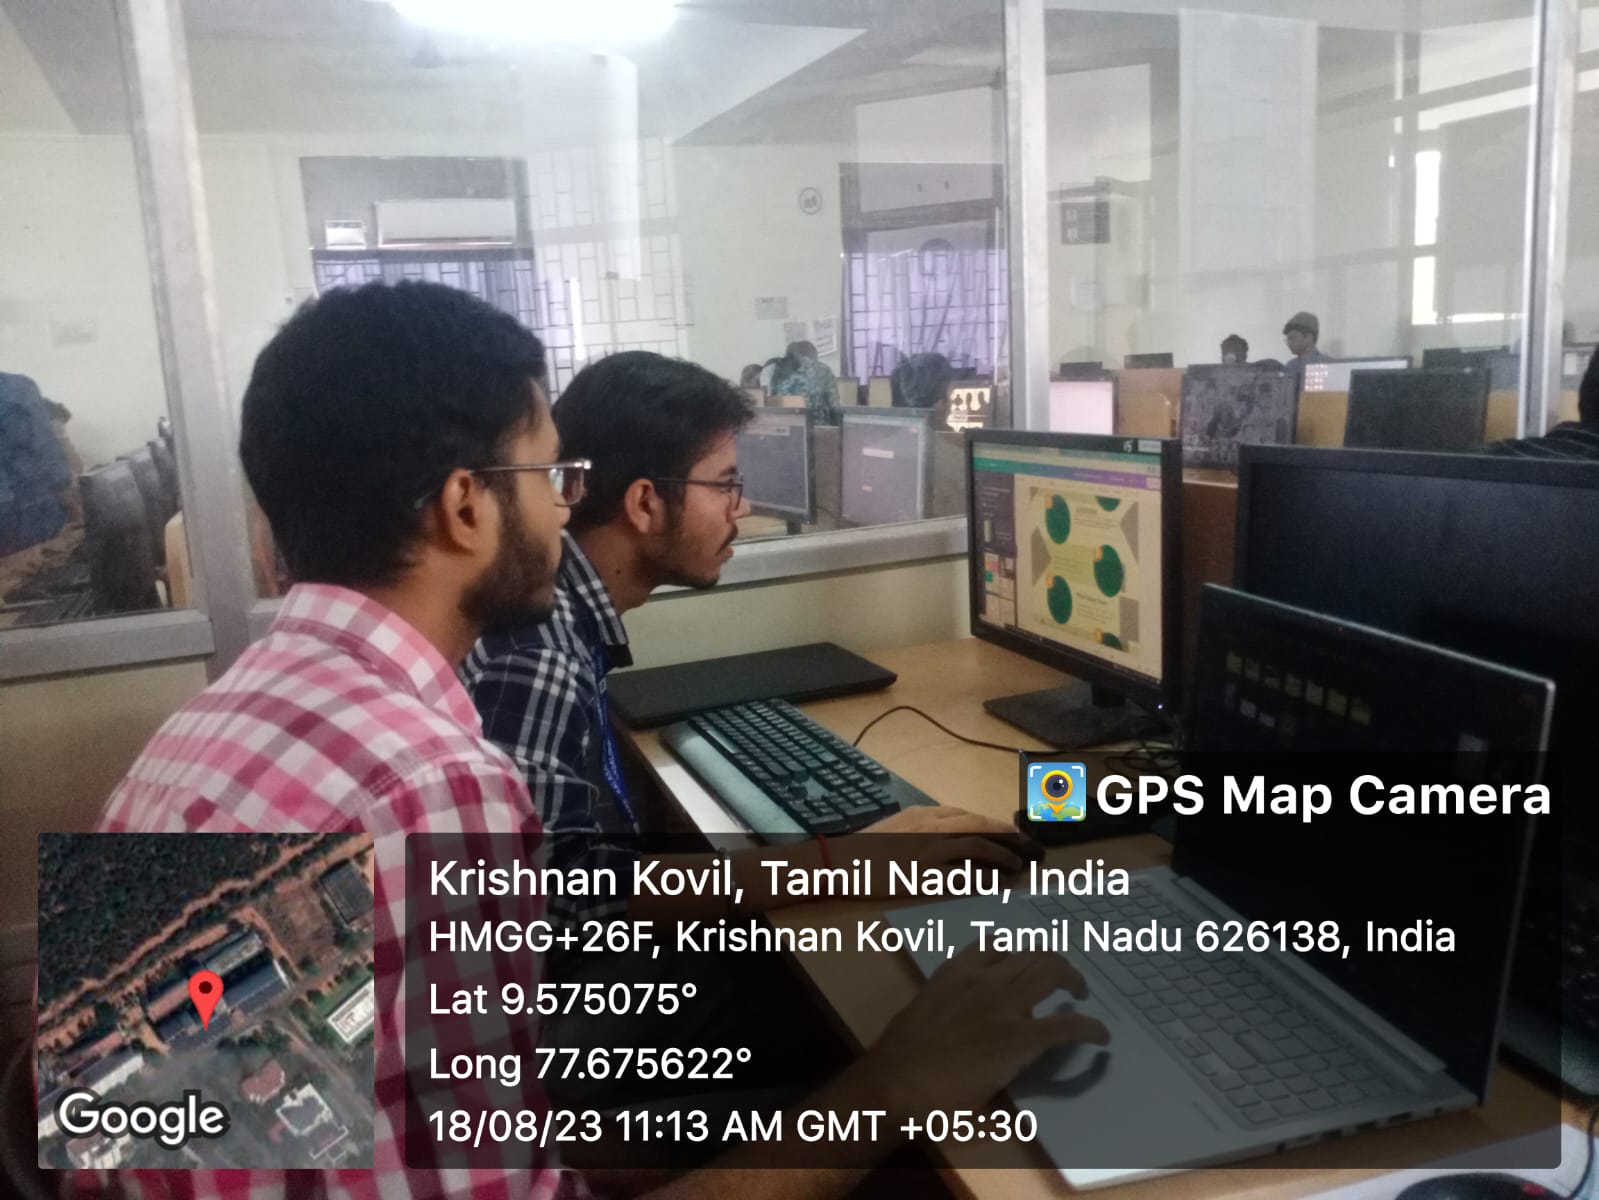 15
GPS Map Camera
Krishnan Kovil, Tamil Nadu, India
HMGG+26F, Krishnan Kovil, Tamil Nadu 626138, India
Lat 9.575075°
Long 77.675622°
18/08/23 11:13 AM GMT +05:30
Google